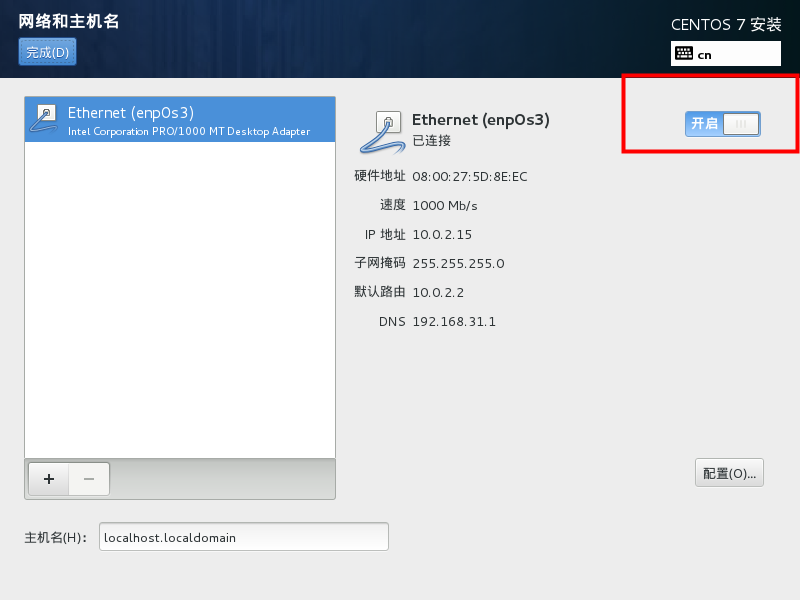 网络和主机名
完成(D)
CENTOS 7 安装
cn
Ethernet (enp0s3)
Intel Corporation PRO/1000 MT Desktop Adapter
Ethernet (enp0s3)
已连接
开启
硬件地址 08:00:27:5D:8E:EC
速度 1000 Mb/s
IP 地址 10.0.2.15
子网掩码 255.255.255.0
默认路由 10.0.2.2
DNS 192.168.31.1
+ −
配置(O)...
主机名(H)： localhost.localdomain